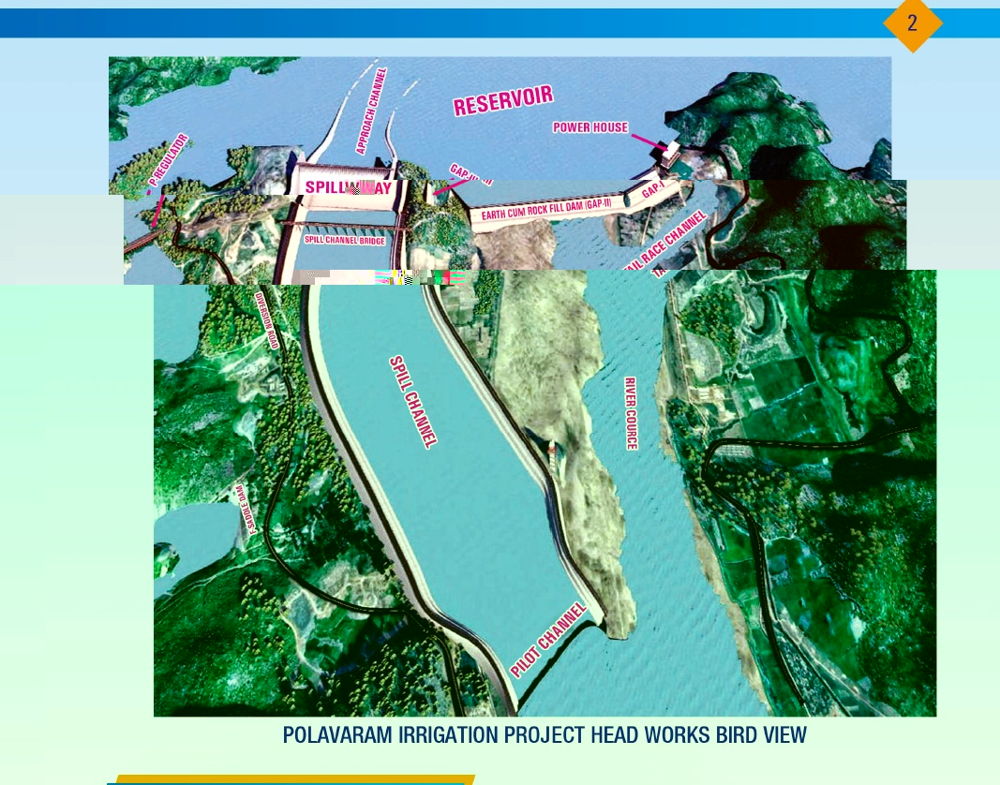 2
RESERVOIR
APPROACH CHANNEL
POWER HOUSE
P-REGULATOR
SPILLWAY
GAP-I
EARTH CUM ROCK FILL DAM (GAP-II)
SPILL CHANNEL BRIDGE
TAIL RACE CHANNEL
DIVERSION ROAD
SPILL CHANNEL
RIVER COURCE
F-SADDLE DAM
PILOT CHANNEL
POLAVARAM IRRIGATION PROJECT HEAD WORKS BIRD VIEW